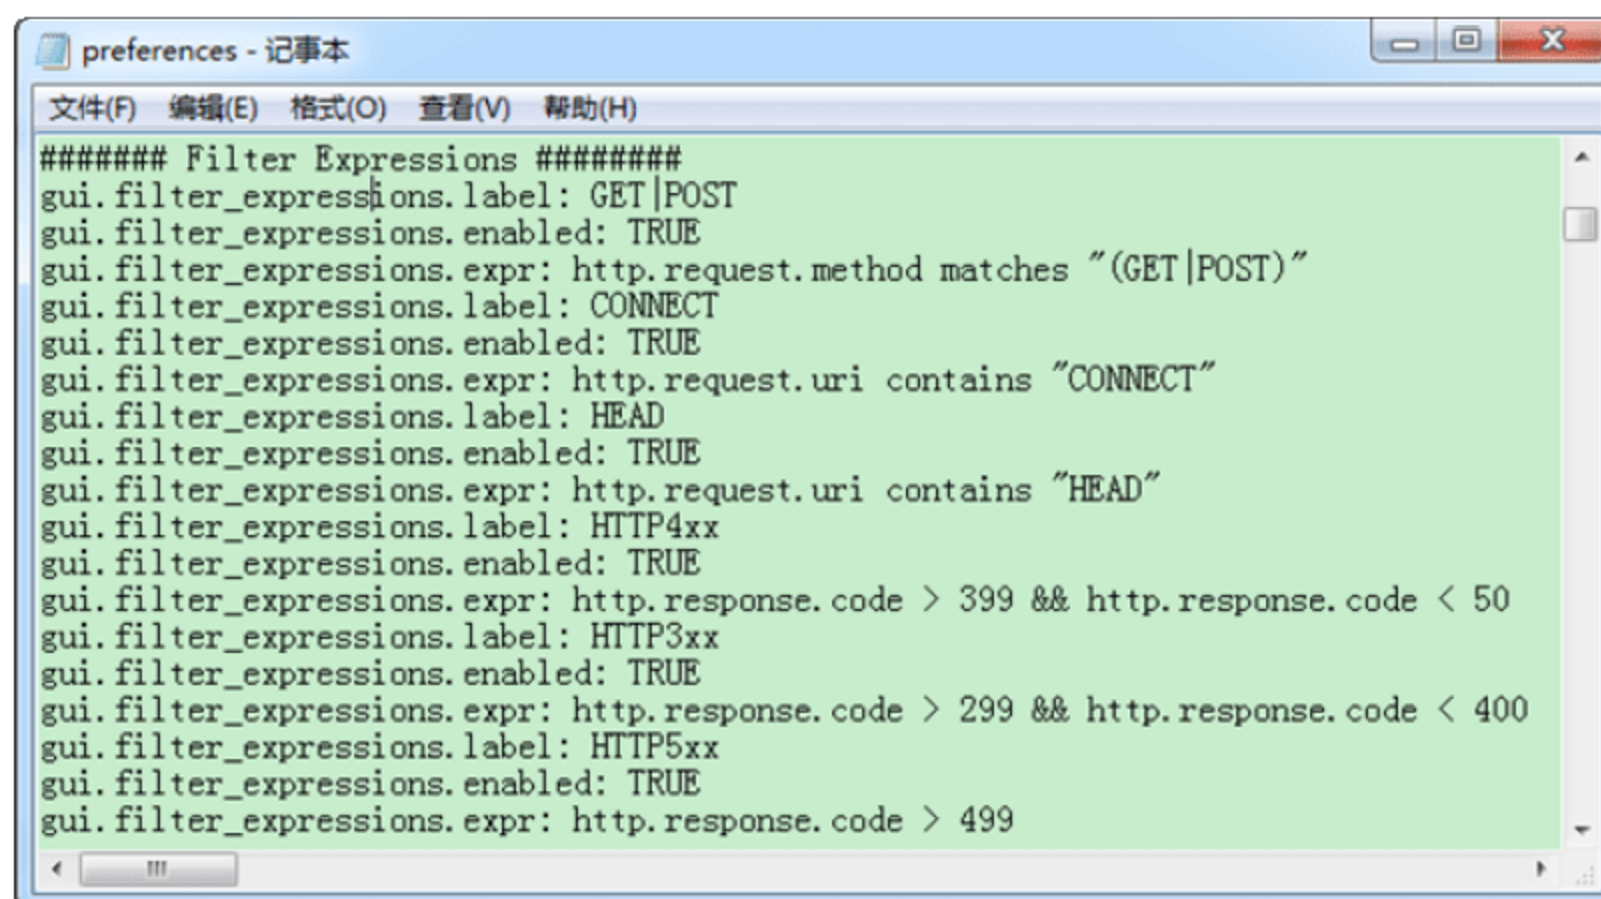 preferences - 记事本
文件(F) 编辑(E) 格式(O) 查看(V) 帮助(H)
####### Filter Expressions ########
gui.filter_expressions.label: GET|POST
gui.filter_expressions.enabled: TRUE
gui.filter_expressions.expr: http.request.method matches "(GET|POST)"
gui.filter_expressions.label: CONNECT
gui.filter_expressions.enabled: TRUE
gui.filter_expressions.expr: http.request.uri contains "CONNECT"
gui.filter_expressions.label: HEAD
gui.filter_expressions.enabled: TRUE
gui.filter_expressions.expr: http.request.uri contains "HEAD"
gui.filter_expressions.label: HTTP4xx
gui.filter_expressions.enabled: TRUE
gui.filter_expressions.expr: http.response.code > 399 && http.response.code < 50
gui.filter_expressions.label: HTTP3xx
gui.filter_expressions.enabled: TRUE
gui.filter_expressions.expr: http.response.code > 299 && http.response.code < 400
gui.filter_expressions.label: HTTP5xx
gui.filter_expressions.enabled: TRUE
gui.filter_expressions.expr: http.response.code > 499